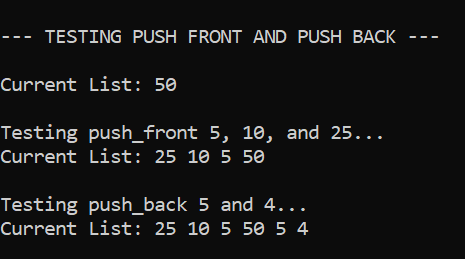 --- TESTING PUSH FRONT AND PUSH BACK ---
Current List: 50
Testing push_front 5, 10, and 25...
Current List: 25 10 5 50
Testing push_back 5 and 4...
Current List: 25 10 5 50 5 4